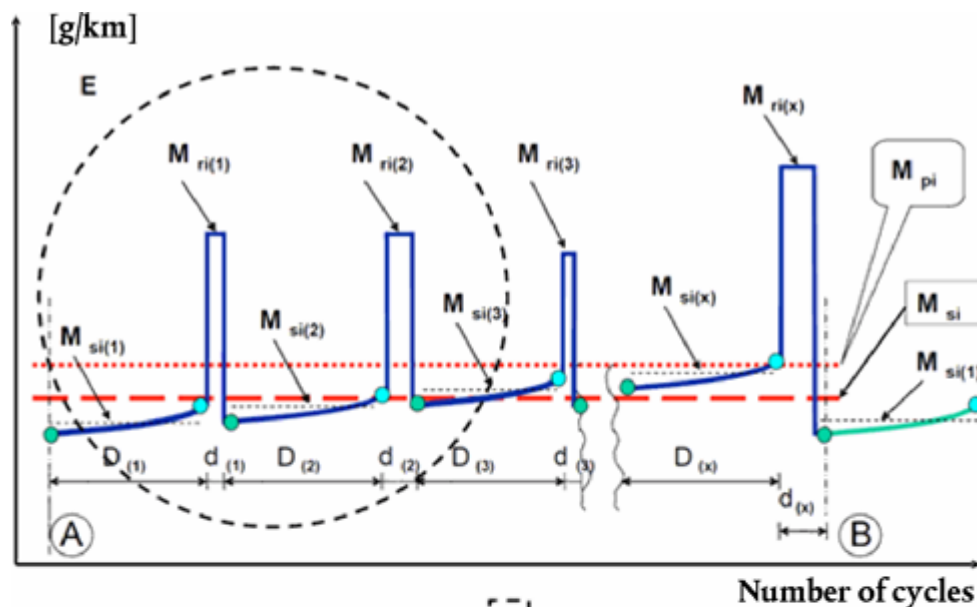 [g/km]
E
M ri(1)
M ri(2)
M ri(3)
M ri(x)
M pi
M si(1)
M si(2)
M si(3)
M si(x)
M si
M si(1)
D (1)
d (1)
D (2)
d (2)
D (3)
d (3)
D (x)
d (x)
A
B
Number of cycles